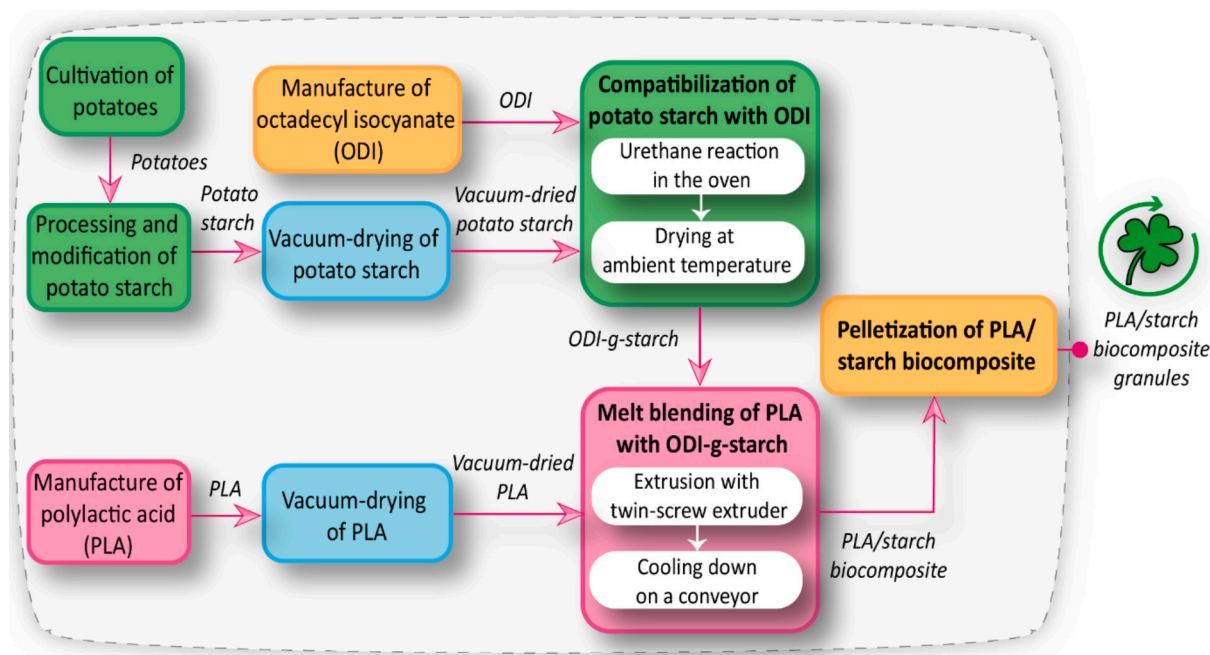 Cultivation of
potatoes
Potatoes
Processing and
modification of
potato starch
Potato
starch
Vacuum-drying of
potato starch
Vacuum-dried
potato starch
Manufacture of
octadecyl isocyanate
(ODI)
ODI
Compatibilization of
potato starch with ODI
Urethane reaction
in the oven
Drying at
ambient temperature
ODI-g-starch
Manufacture of
polylactic acid
(PLA)
PLA
Vacuum-drying
of PLA
Vacuum-dried
PLA
Melt blending of PLA
with ODI-g-starch
Extrusion with
twin-screw extruder
Cooling down
on a conveyor
PLA/starch
biocomposite
Pelletization of PLA/
starch biocomposite
PLA/starch
biocomposite
granules